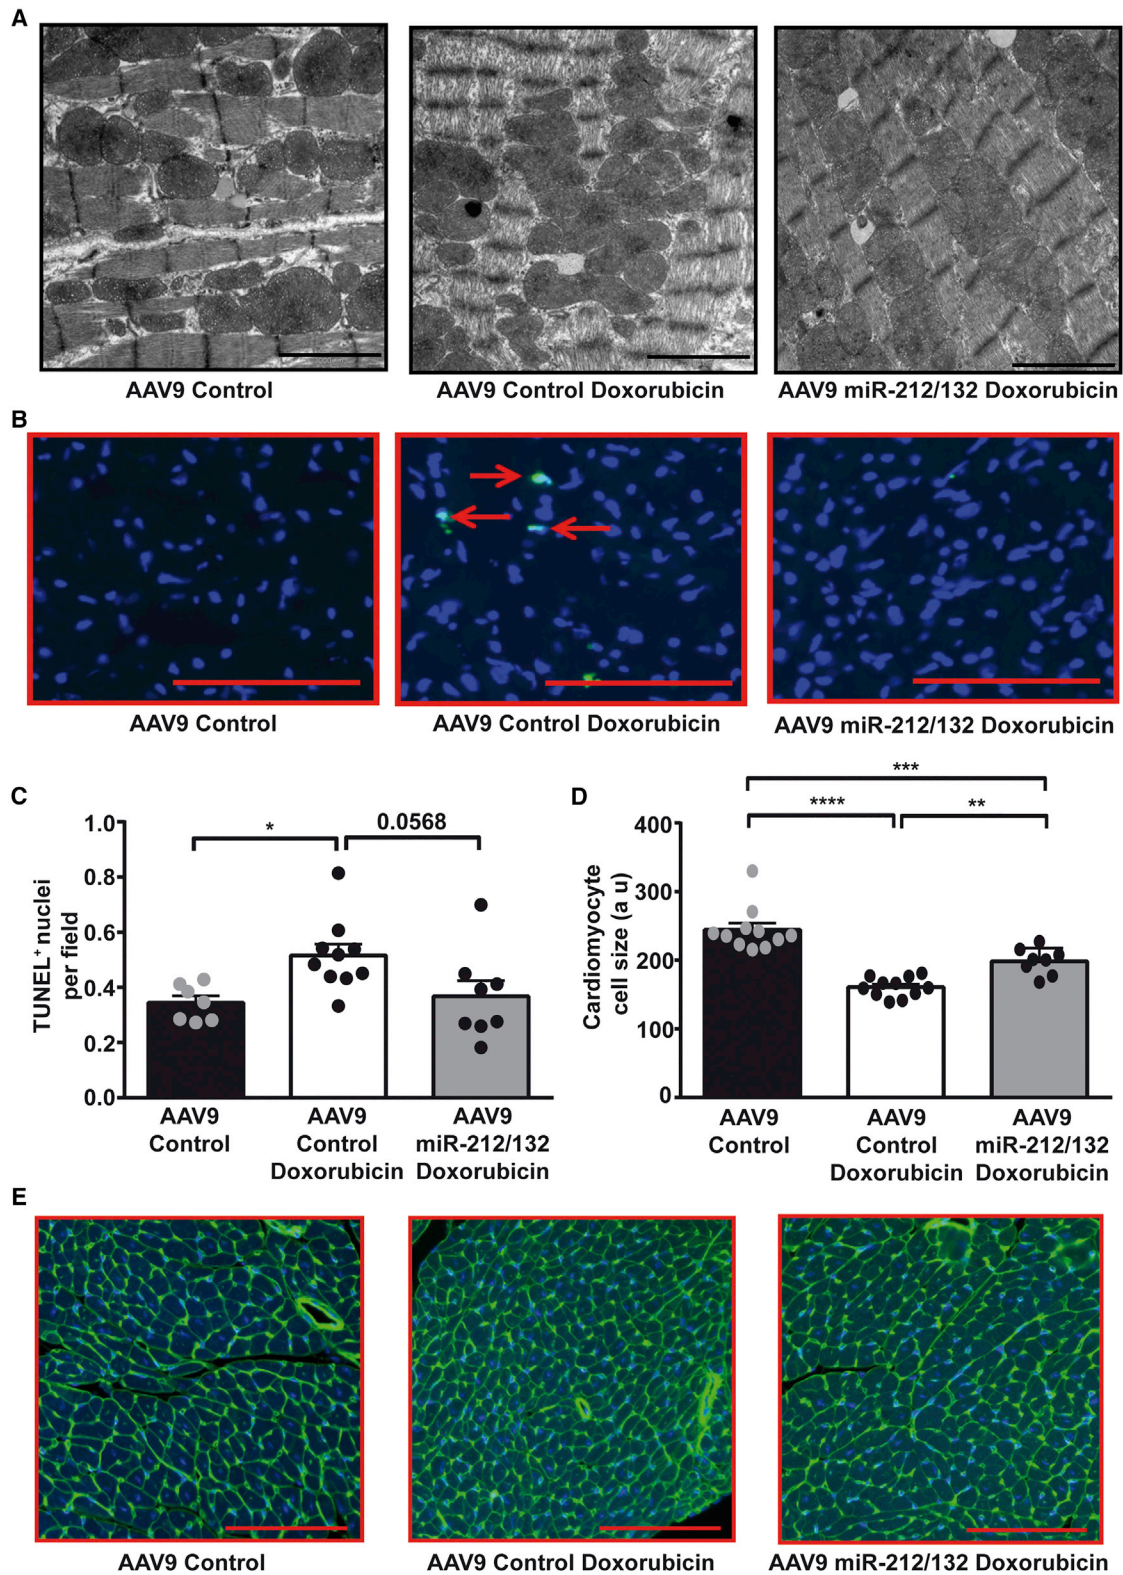 A
AAV9 Control
AAV9 Control Doxorubicin
AAV9 miR-212/132 Doxorubicin
B
AAV9 Control
AAV9 Control Doxorubicin
AAV9 miR-212/132 Doxorubicin
C
TUNEL⁺ nuclei
per field
1.0
0.8
0.6
0.4
0.2
0.0
*
0.0568
AAV9
Control
AAV9
Control
Doxorubicin
AAV9
miR-212/132
Doxorubicin
D
Cardiomyocyte
cell size (a u)
400
300
200
100
0
***
****
**
AAV9
Control
AAV9
Control
Doxorubicin
AAV9
miR-212/132
Doxorubicin
E
AAV9 Control
AAV9 Control Doxorubicin
AAV9 miR-212/132 Doxorubicin